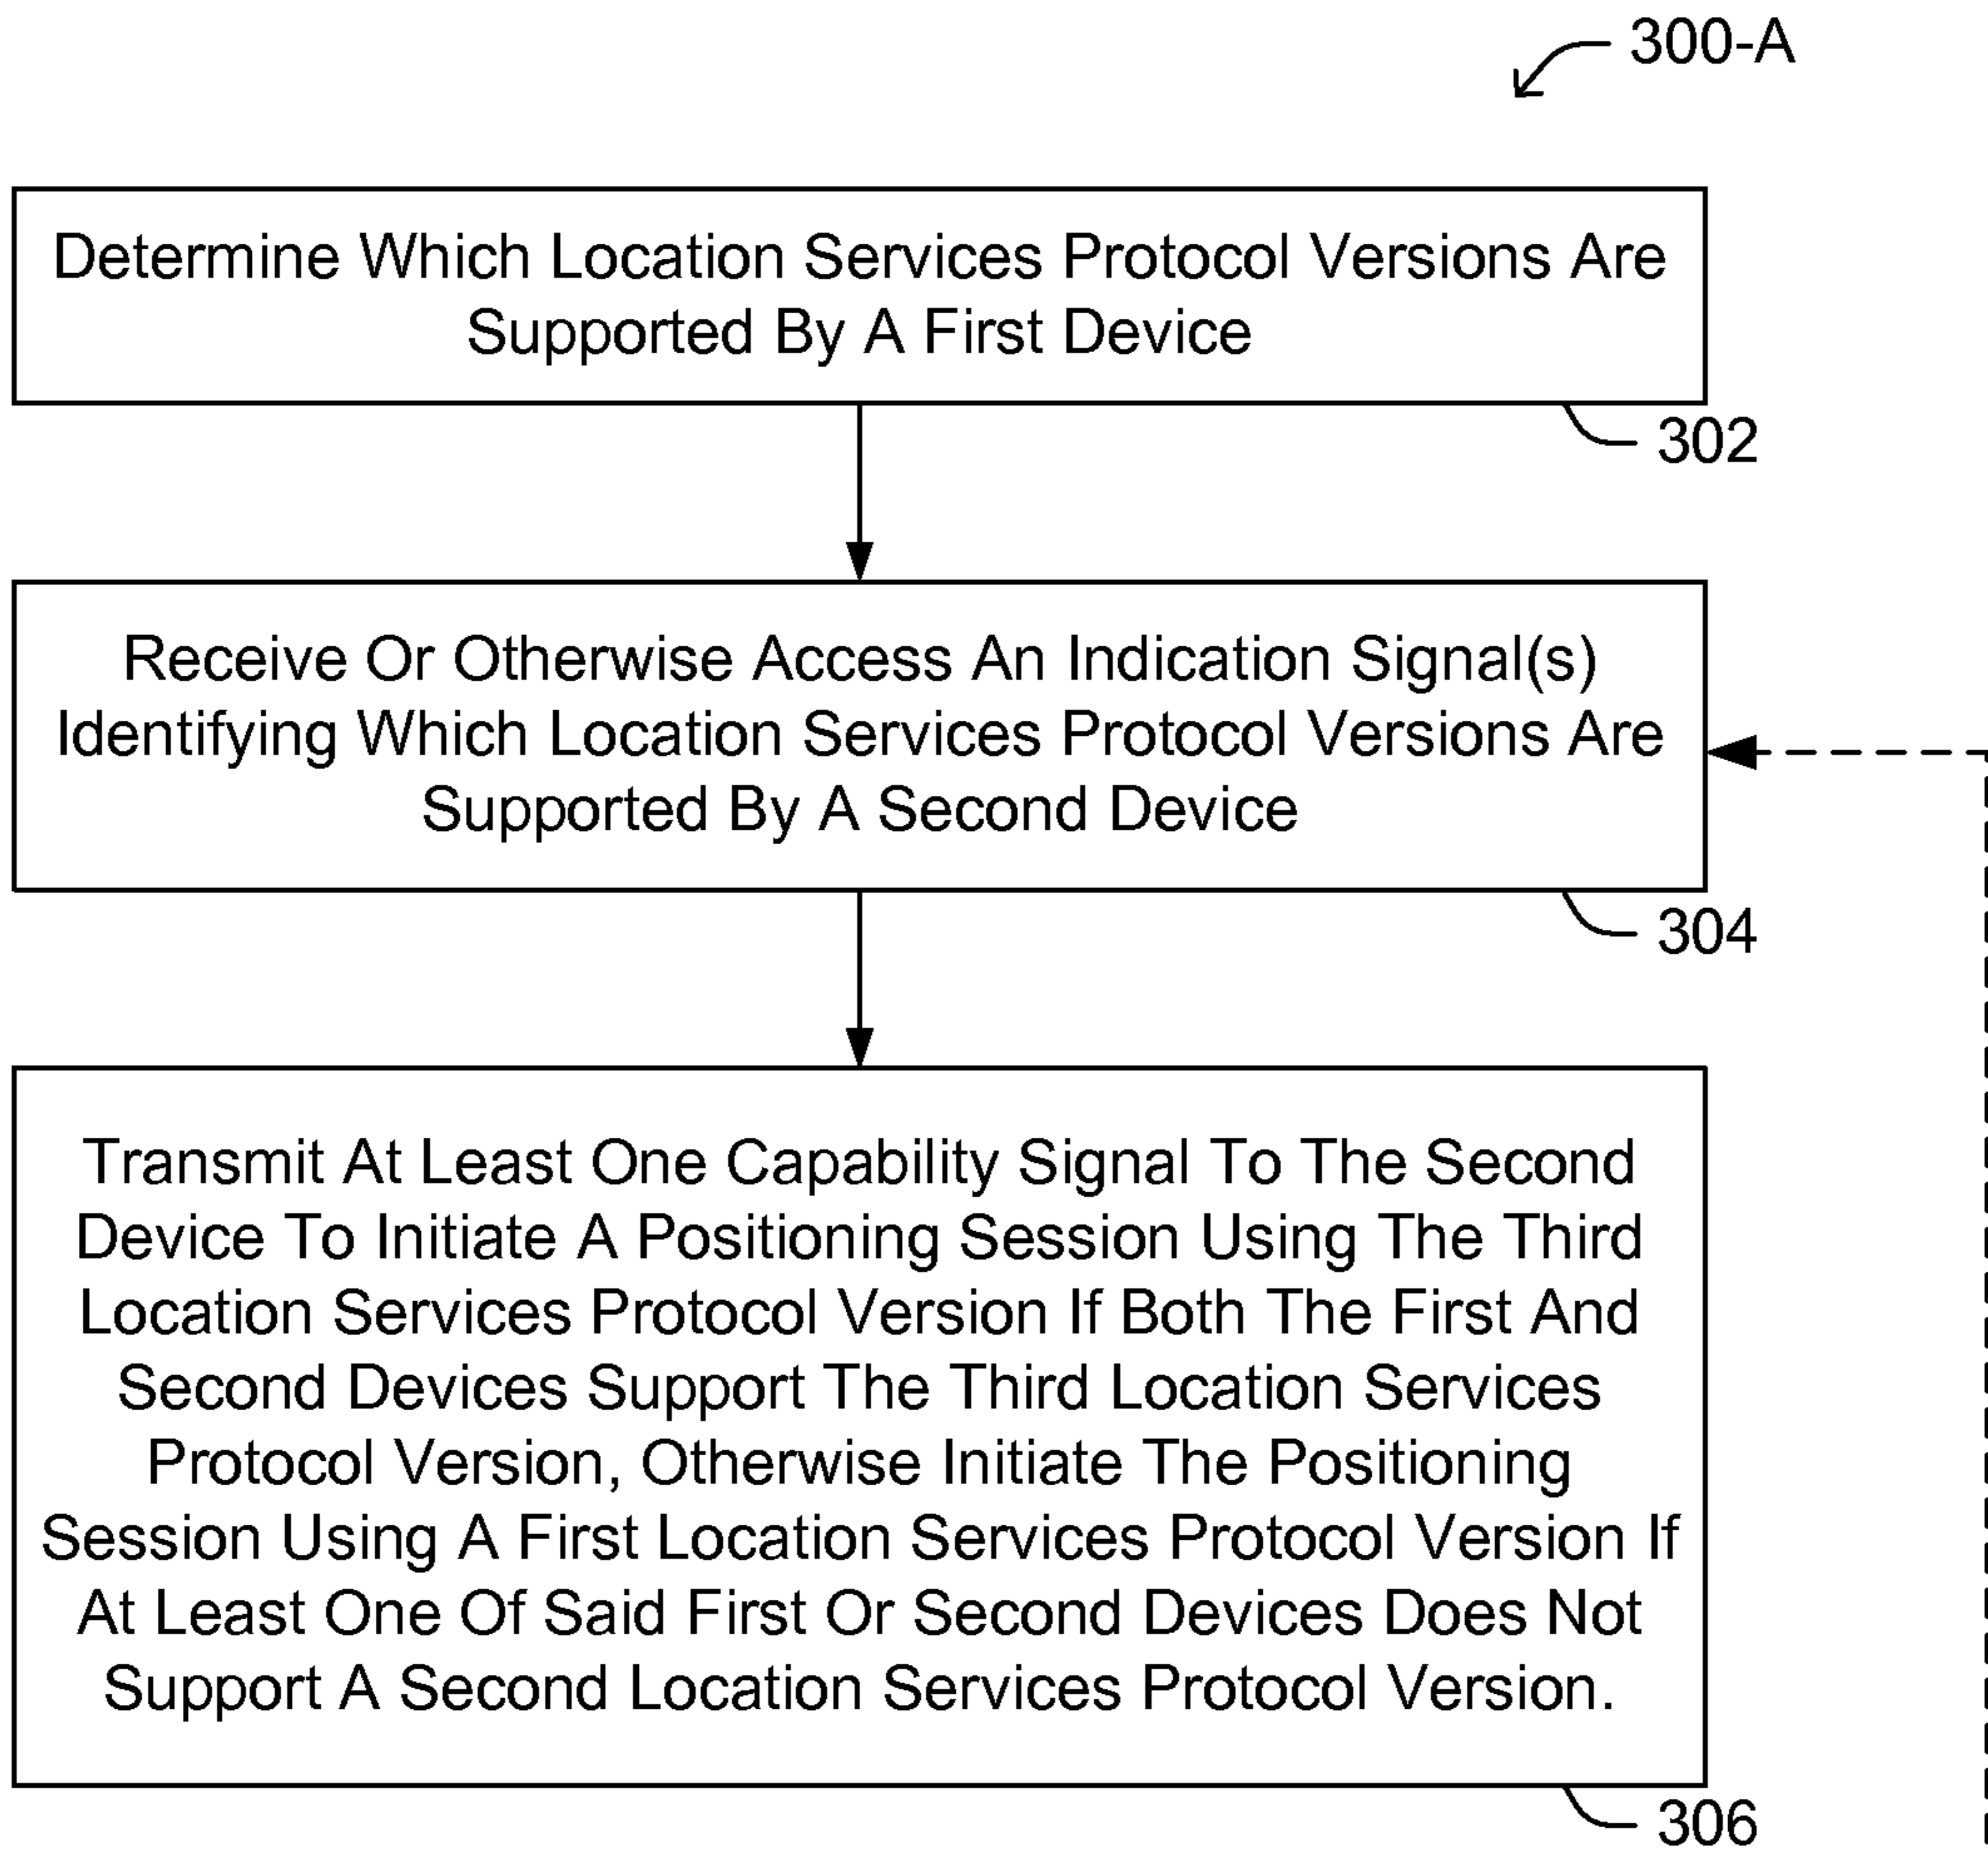 300-A
Determine Which Location Services Protocol Versions Are
Supported By A First Device
302
Receive Or Otherwise Access An Indication Signal(s)
Identifying Which Location Services Protocol Versions Are
Supported By A Second Device
304
Transmit At Least One Capability Signal To The Second
Device To Initiate A Positioning Session Using The Third
Location Services Protocol Version If Both The First And
Second Devices Support The Third Location Services
Protocol Version, Otherwise Initiate The Positioning
Session Using A First Location Services Protocol Version If
At Least One Of Said First Or Second Devices Does Not
Support A Second Location Services Protocol Version.
306